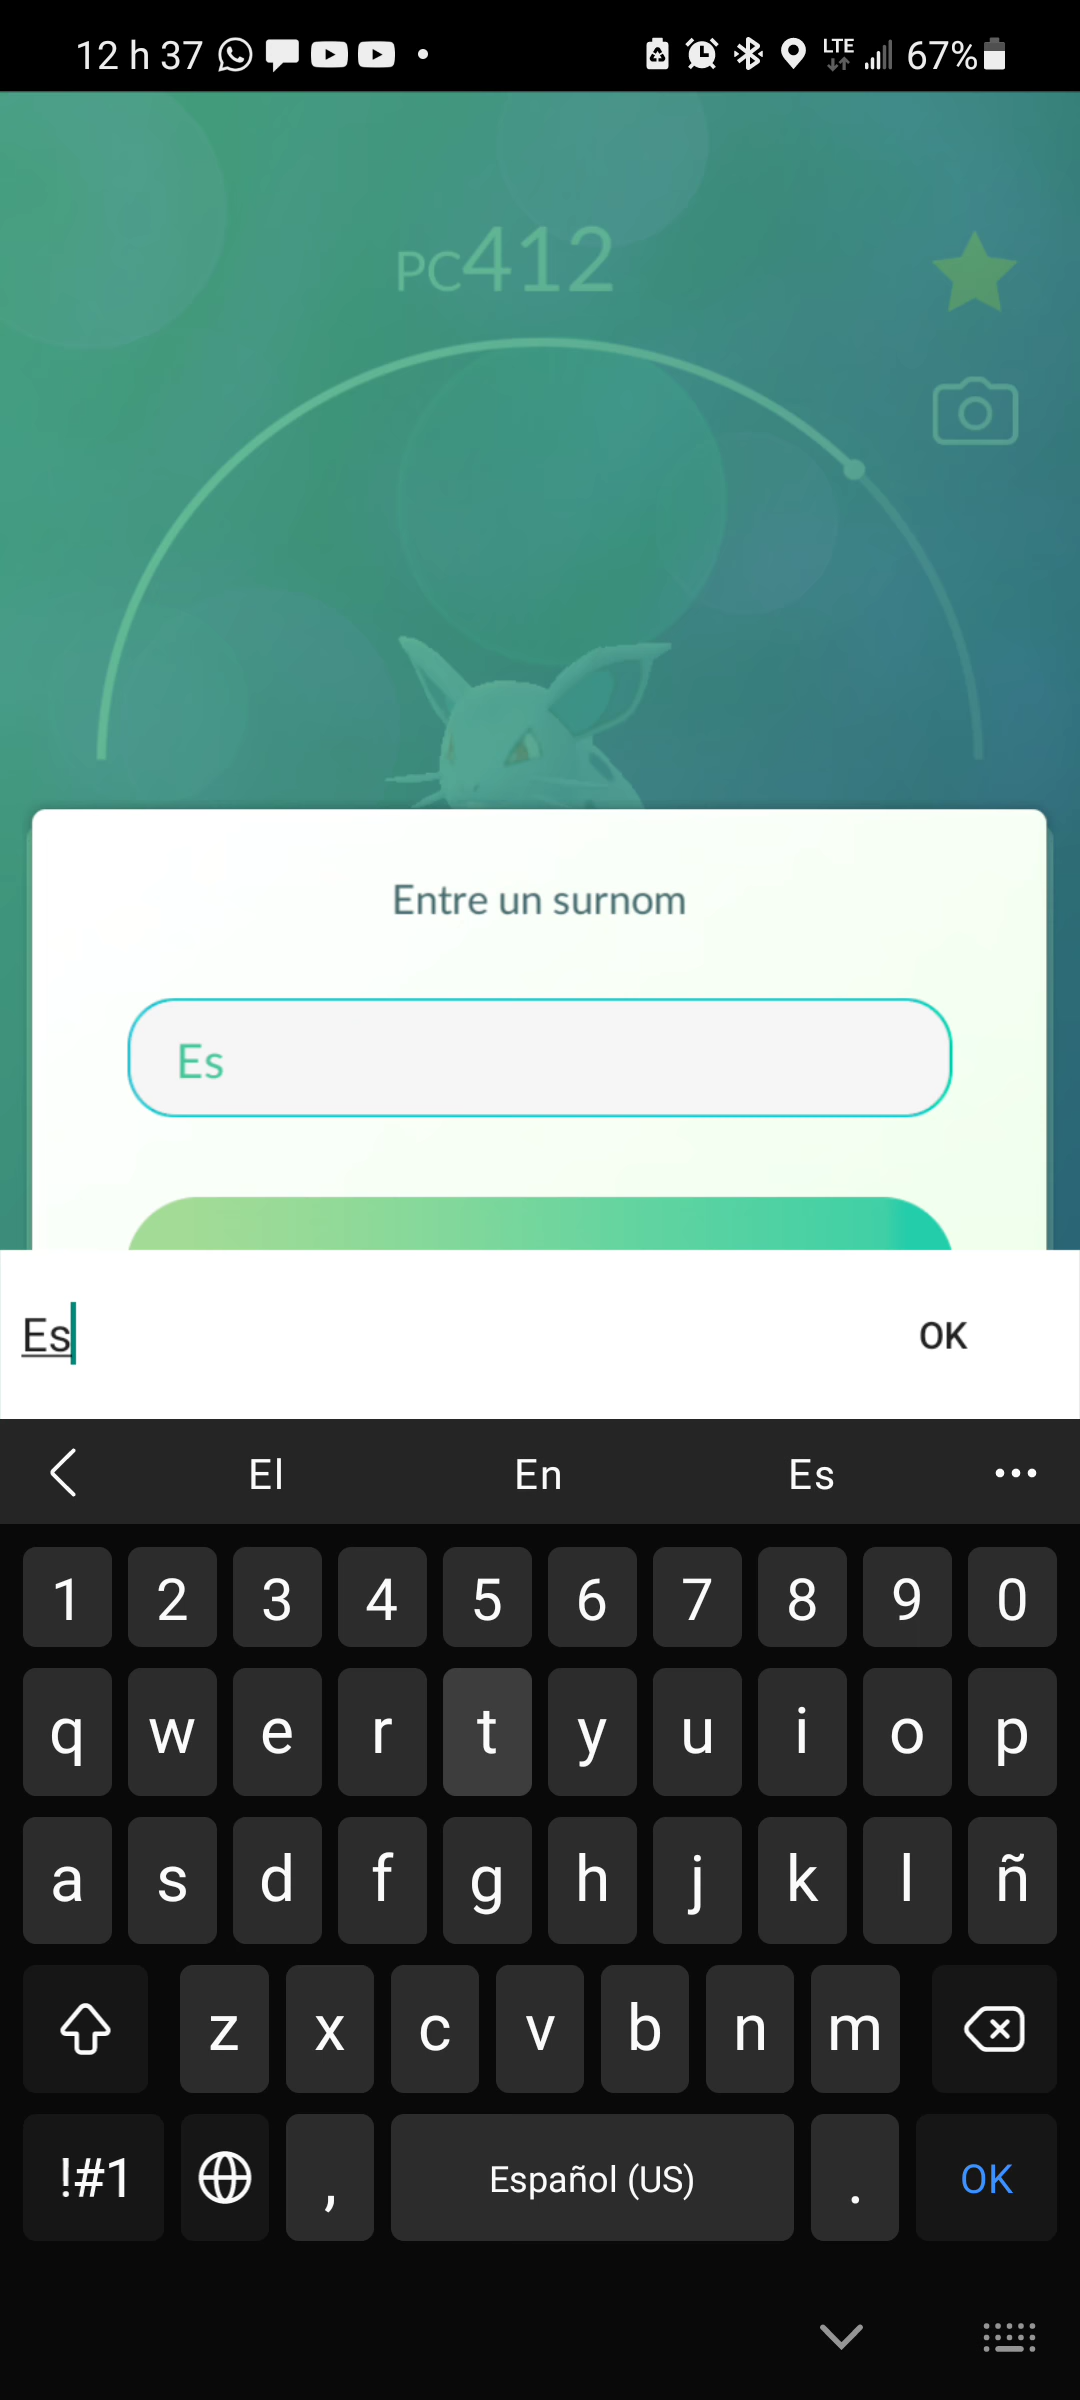 12 h 37
LTE
67%
PC412
Entre un surnom
Es
Es
OK
El En Es
1 2 3 4 5 6 7 8 9 0
q w e r t y u i o p
a s d f g h j k l ñ
z x c v b n m
!#1 , Español (US) . OK